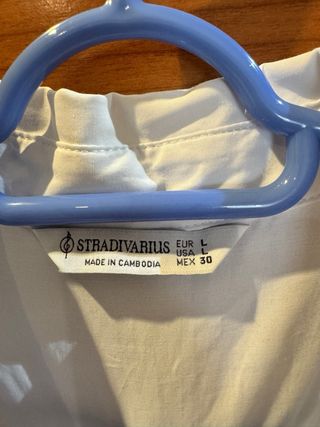 STRADIVARIUS
MADE IN CAMBODIA
EUR L
USA L
MEX 30